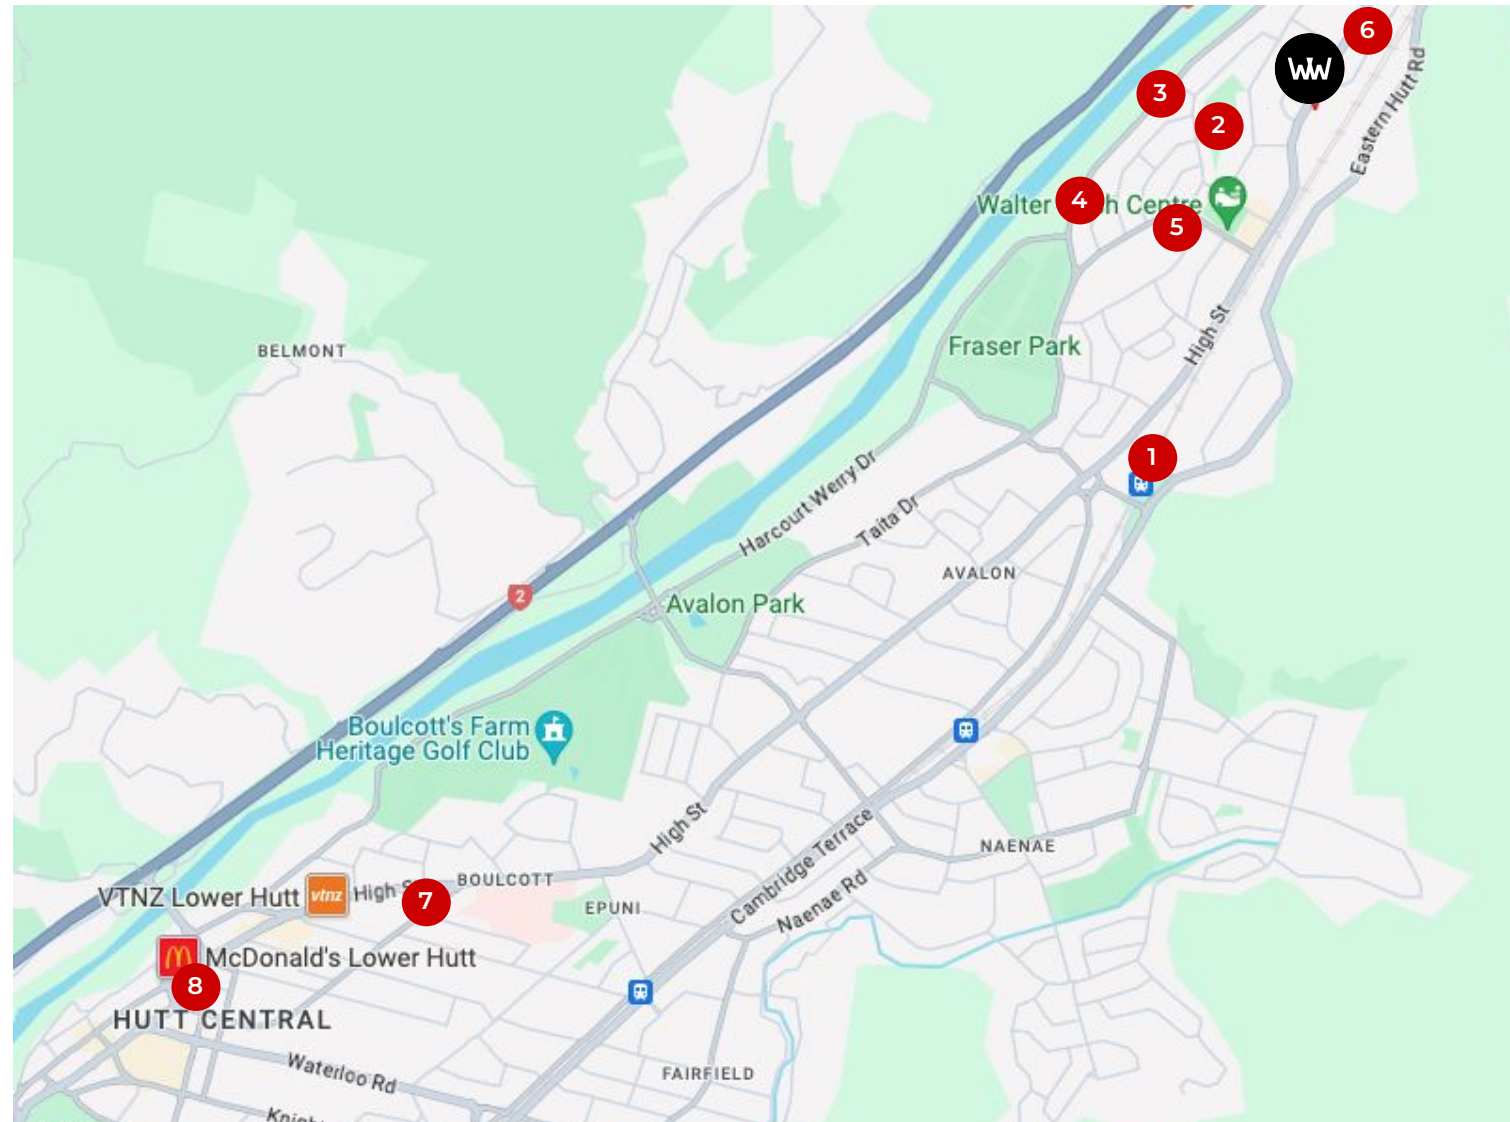 6
WW
3
2
Eastern Hutt Rd
Walter
4
h Centre
5
High St
BELMONT
Fraser Park
1
Harcourt Werry Dr
Taita Dr
AVALON
2
Avalon Park
Boulcott's Farm
Heritage Golf Club
High St
Cambridge Terrace
NAENAE
Naenae Rd
VTNZ Lower Hutt
vtnz
High S
7
BOULCOTT
EPUNI
McDonald's Lower Hutt
8
HUTT CENTRAL
Waterloo Rd
FAIRFIELD